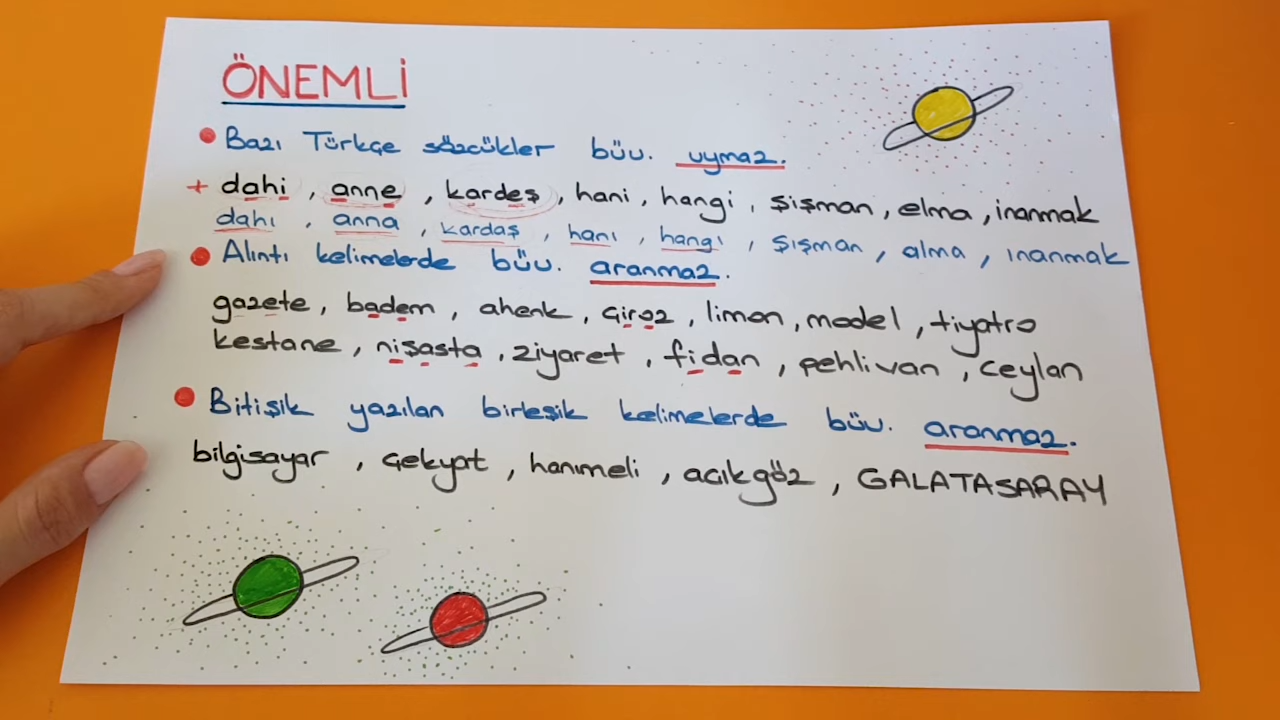 ÖNEMLİ
Bazı Türkçe sözcükler büu. uymaz.
+ dahi, anne, kardeş, hani, hangi, şişman, elma, inanmak
dahı, anna, kardaş, hanı, hangı, şışman, alma, ınanmak
Alıntı kelimelerde büu. aranmaz.
gazete, badem, ahenk, çiroz, limon, model, tiyatro
kestane, nişasta, ziyaret, fidan, pehlivan, ceylan
Bitişik yazılan birleşik kelimelerde büu. aranmaz.
bilgisayar, çekyat, hanımeli, açıkgöz, GALATASARAY